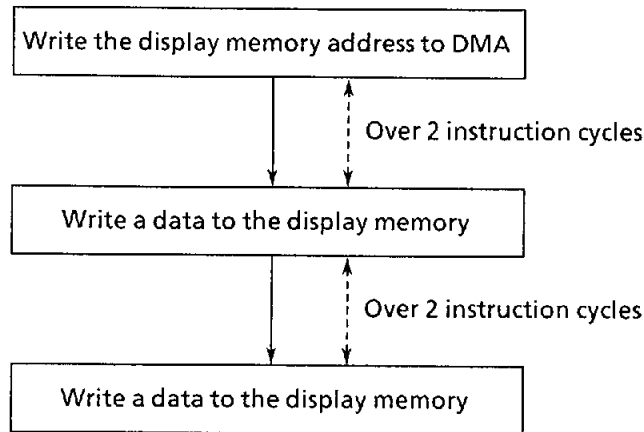 Write the display memory address to DMA
Over 2 instruction cycles
Write a data to the display memory
Over 2 instruction cycles
Write a data to the display memory